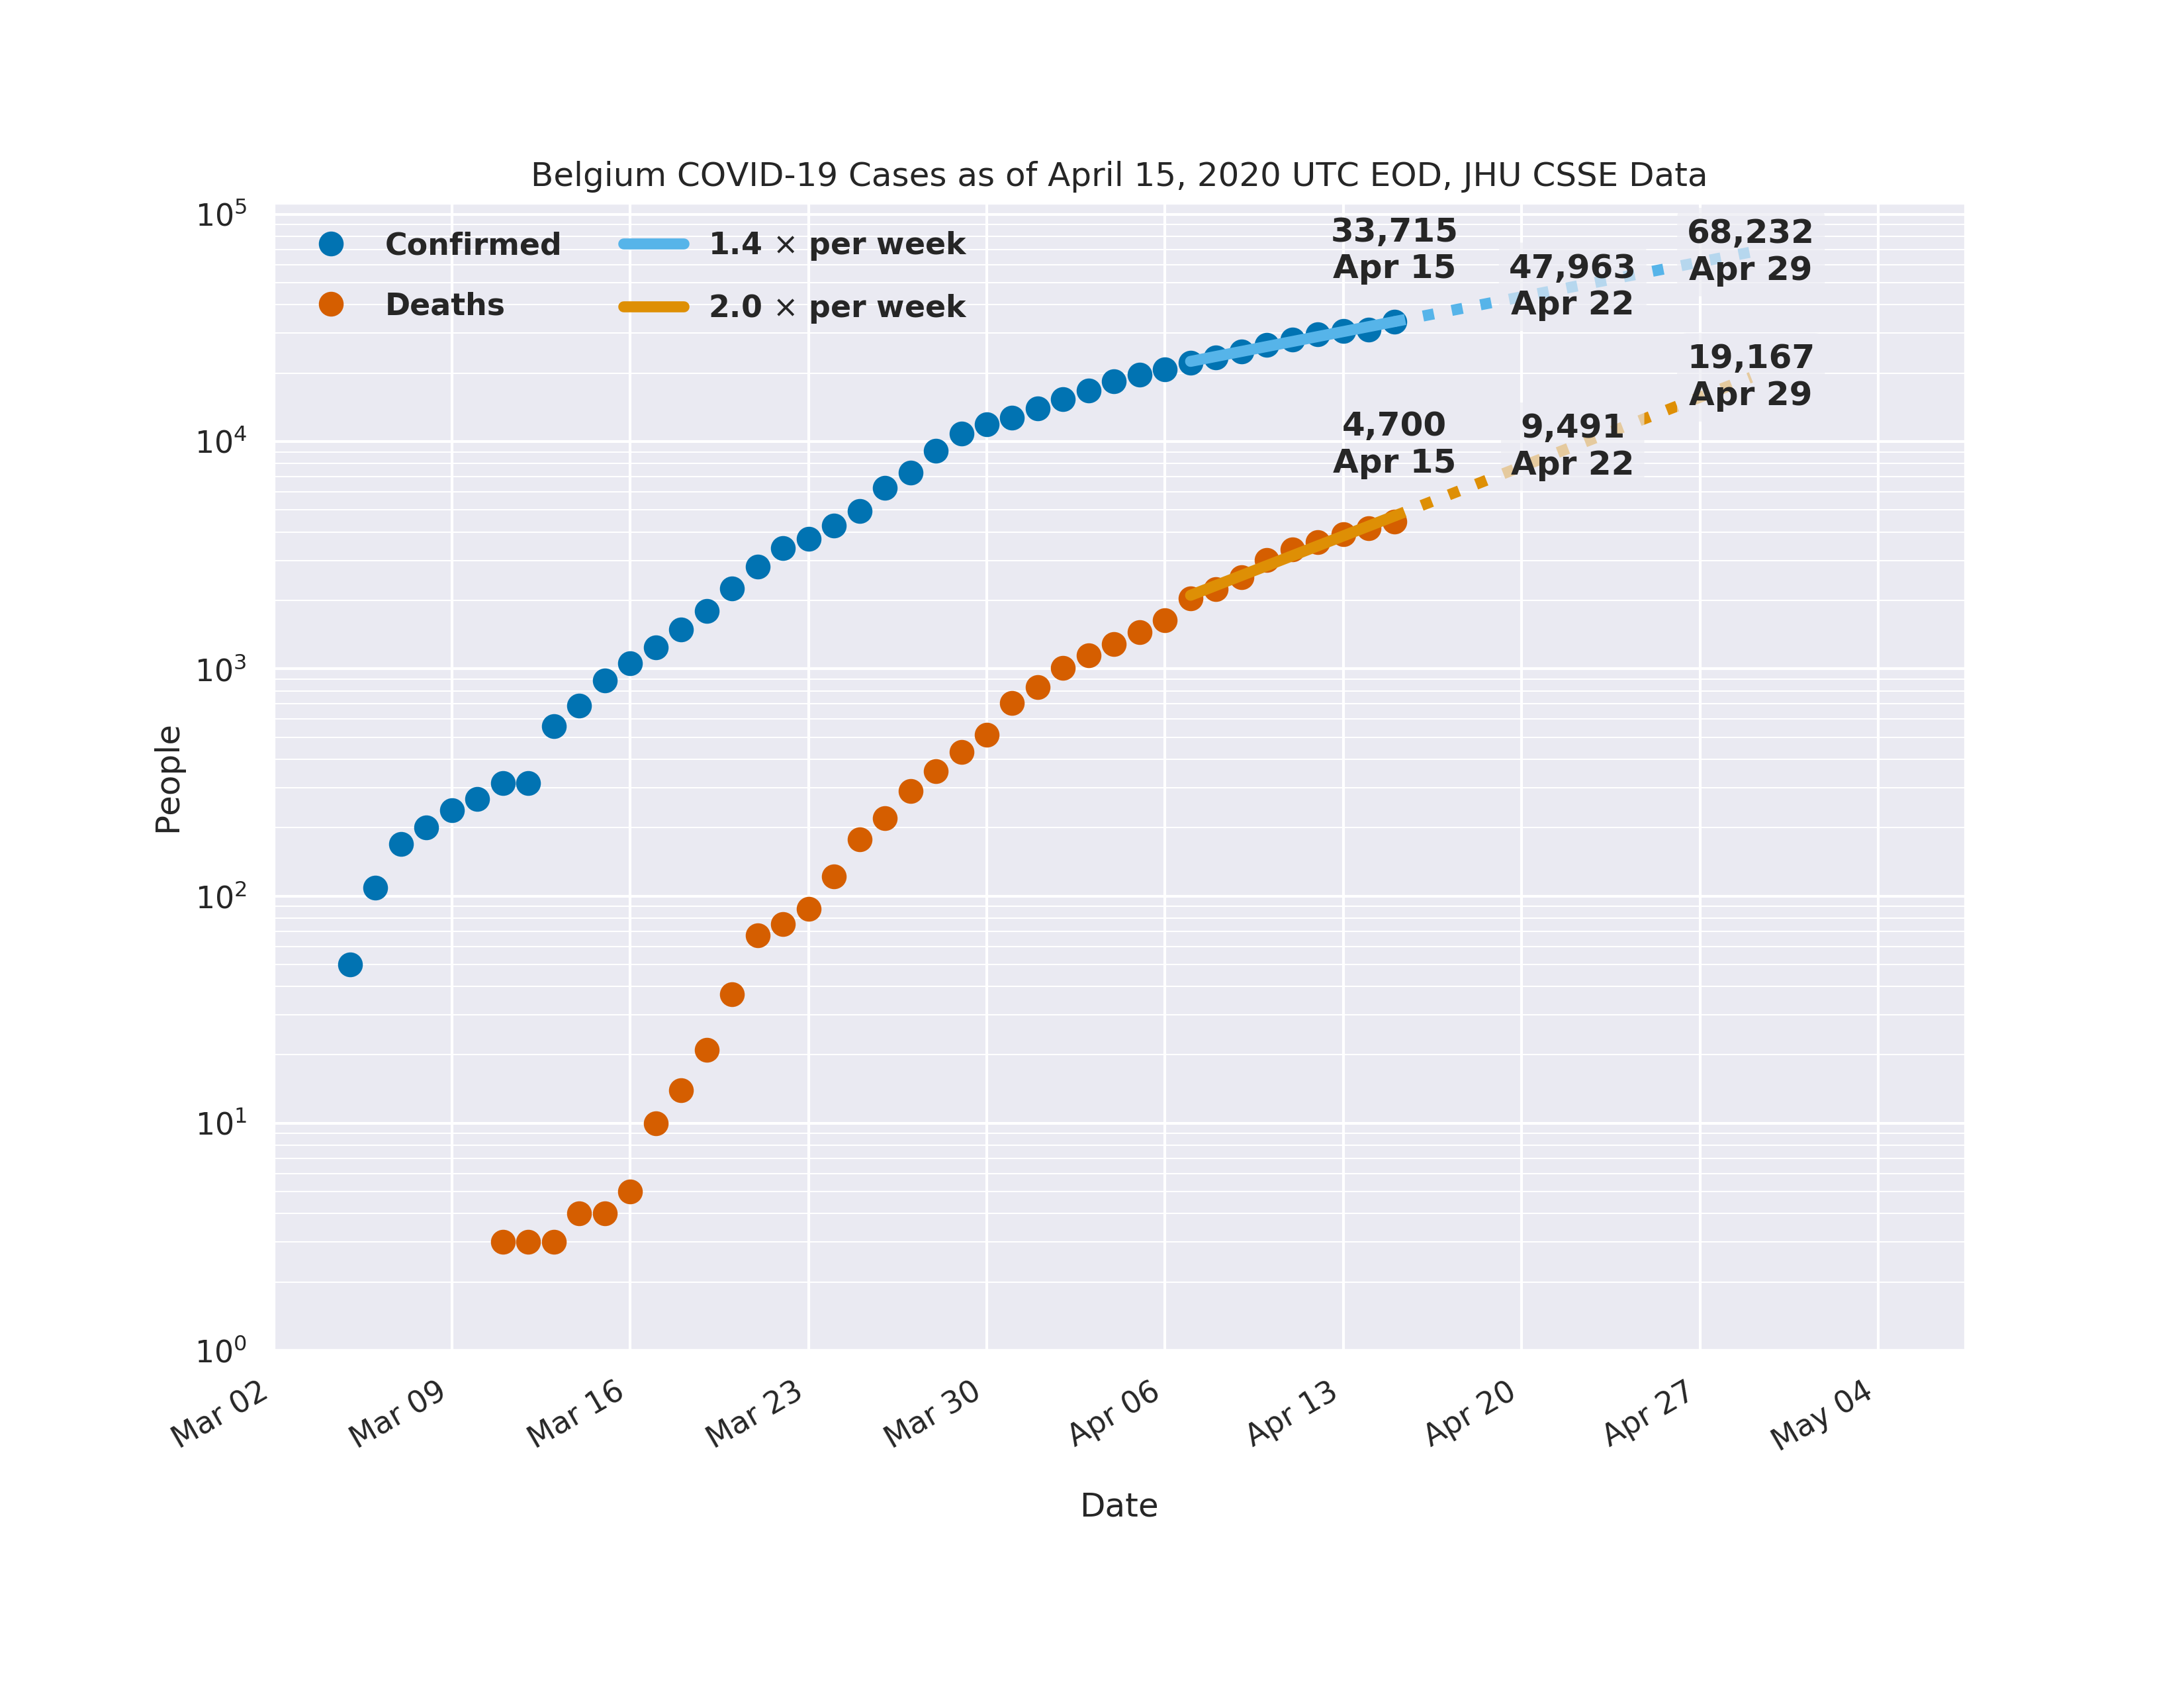 Belgium COVID-19 Cases as of April 15, 2020 UTC EOD, JHU CSSE Data
Confirmed
Deaths
1.4 × per week
2.0 × per week
33,715
Apr 15
47,963
Apr 22
68,232
Apr 29
4,700
Apr 15
9,491
Apr 22
19,167
Apr 29
People
10⁵
10⁴
10³
10²
10¹
10⁰
Mar 02
Mar 09
Mar 16
Mar 23
Mar 30
Apr 06
Apr 13
Apr 20
Apr 27
May 04
Date